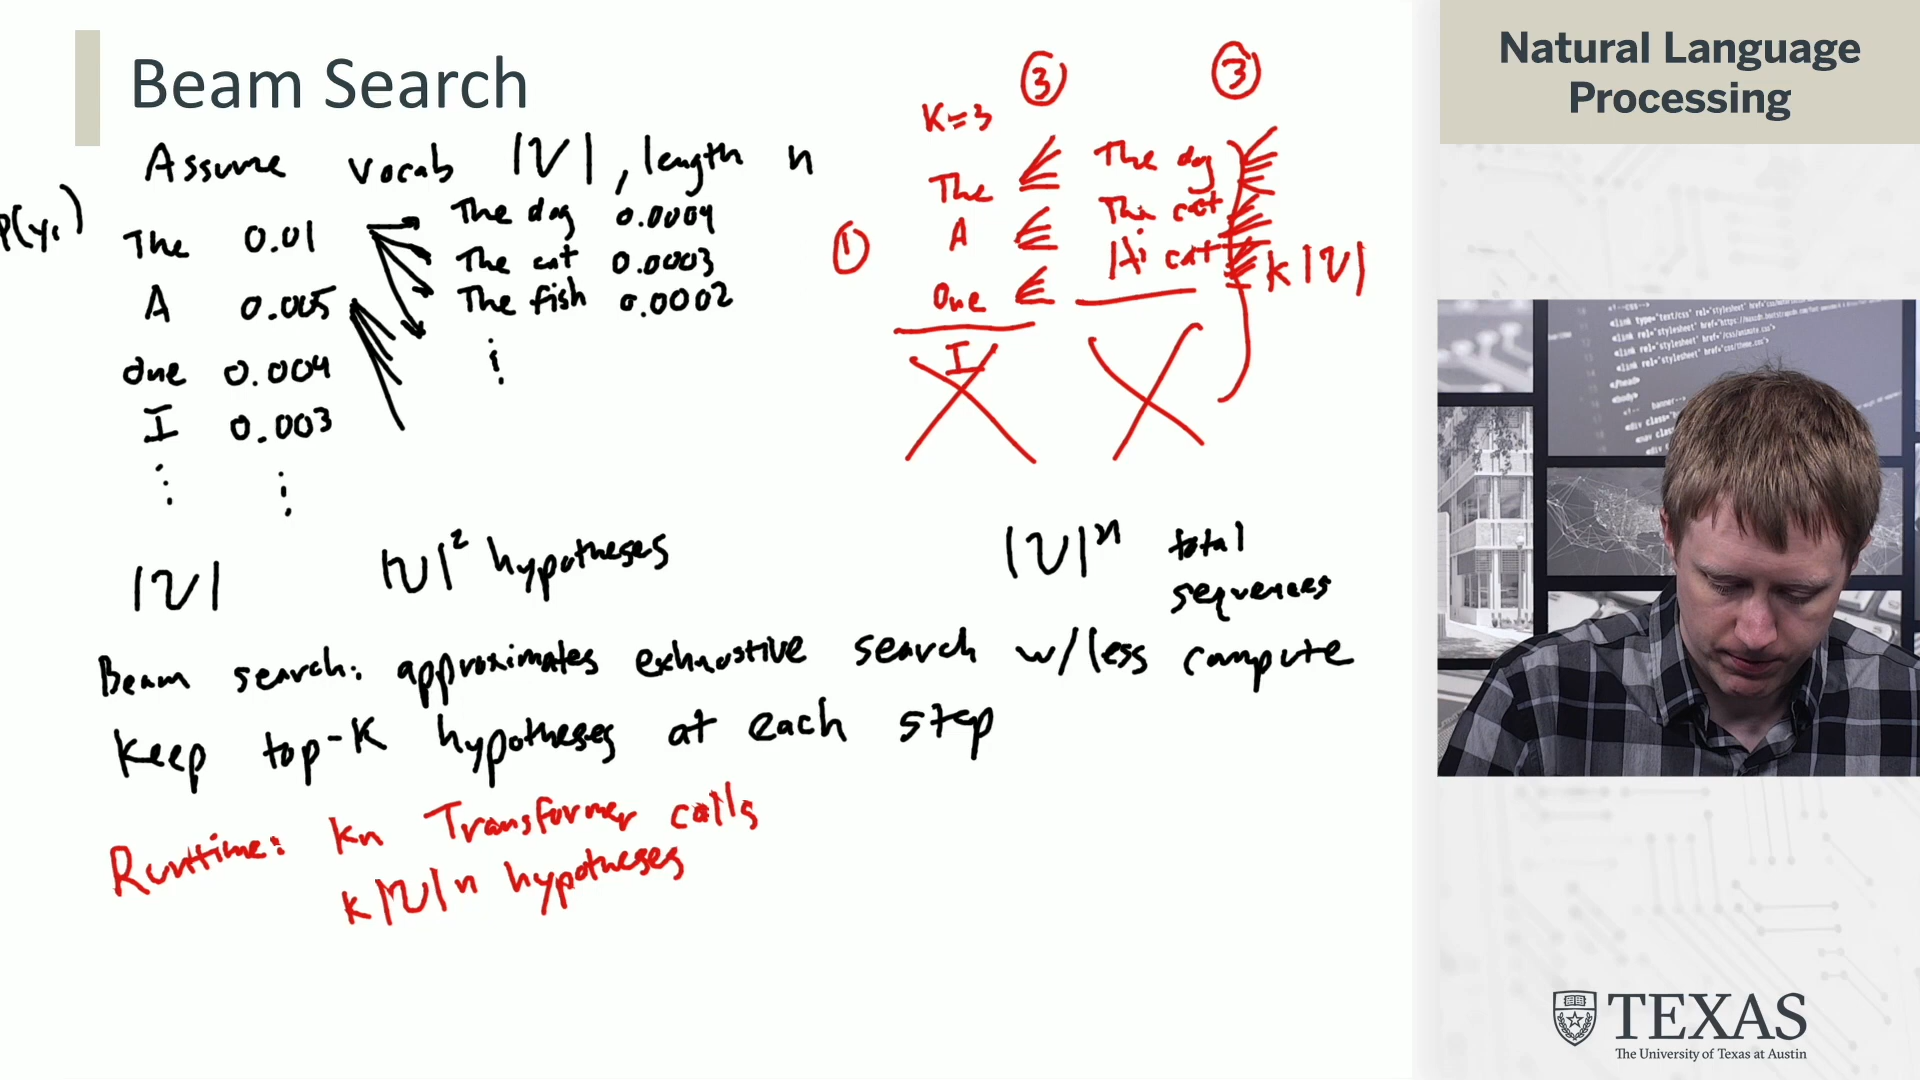 Beam Search
Assume vocab |V|, length n
p(y₁)
The 0.01
A 0.005
One 0.004
I 0.003
⋮ ⋮
The dog 0.0004
The cat 0.0003
The fish 0.0002
⋮
|V|
|V|² hypotheses
K=3
③ ③
①
The
A
One
I
The dog
The cat
A cat
k|V|
|V|ⁿ total
sequences
Beam search: approximates exhaustive search w/less compute
Keep top-K hypotheses at each step
Runtime: kn Transformer calls
k|V|n hypotheses
Natural Language
Processing
TEXAS
The University of Texas at Austin